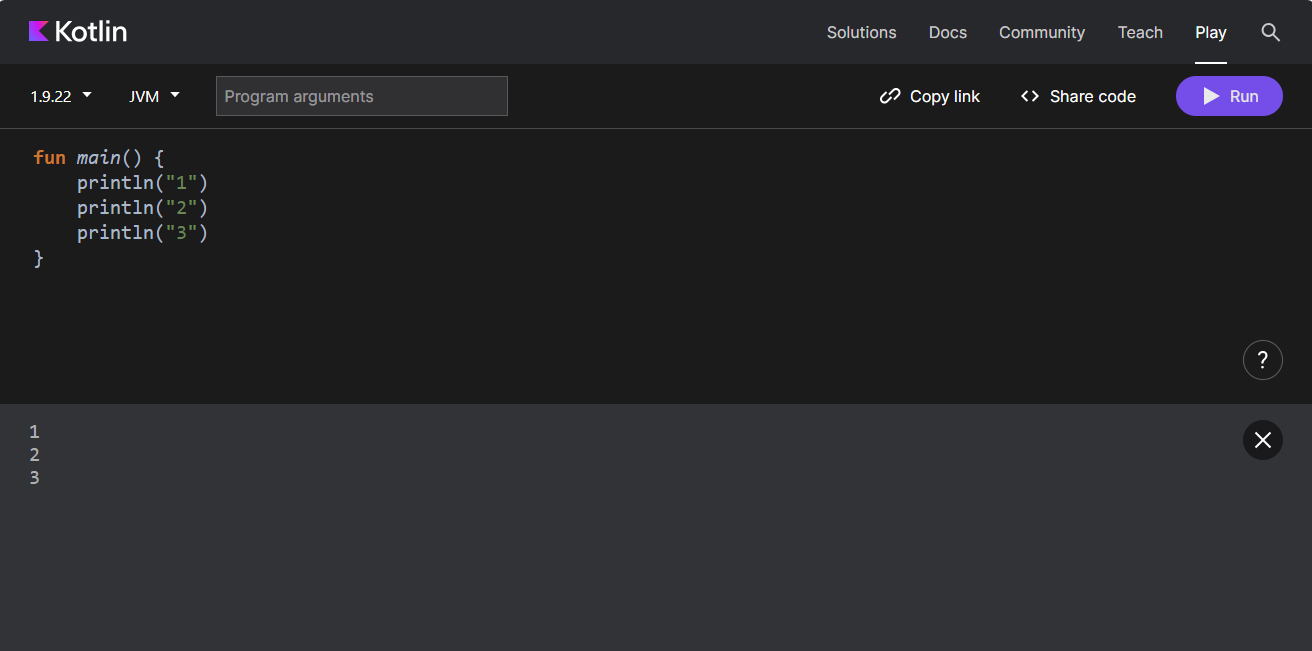 Kotlin Solutions Docs Community Teach Play
1.9.22 JVM Program arguments Copy link Share code Run
fun main() {
    println("1")
    println("2")
    println("3")
}
?
1
2
3